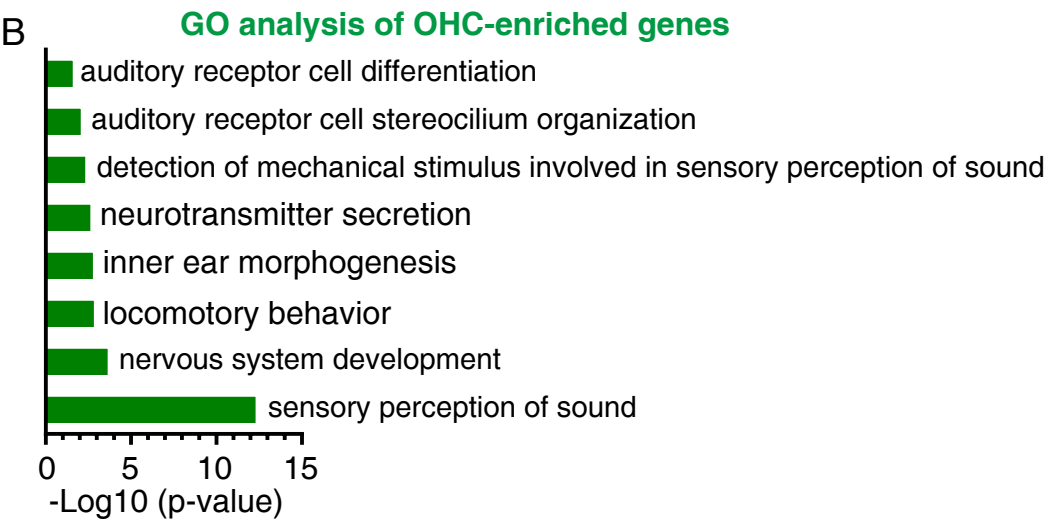 B
GO analysis of OHC-enriched genes
auditory receptor cell differentiation
auditory receptor cell stereocilium organization
detection of mechanical stimulus involved in sensory perception of sound
neurotransmitter secretion
inner ear morphogenesis
locomotory behavior
nervous system development
sensory perception of sound
0 5 10 15
-Log10 (p-value)